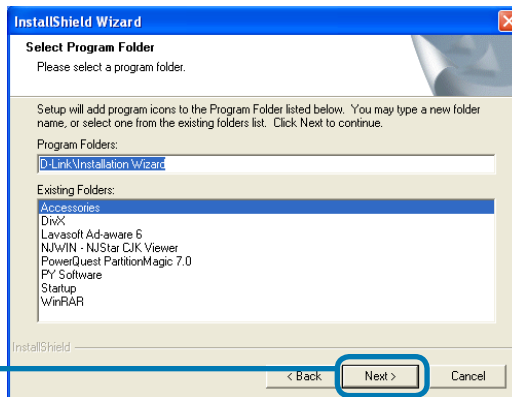 InstallShield Wizard
Select Program Folder
Please select a program folder.
Setup will add program icons to the Program Folder listed below. You may type a new folder
name, or select one from the existing folders list. Click Next to continue.
Program Folders:
D-Link\Installation Wizard
Existing Folders:
Accessories
DivX
Lavasoft Ad-aware 6
NJWIN - NJStar CJK Viewer
PowerQuest PartitionMagic 7.0
PY Software
Startup
WinRAR
InstallShield
< Back Next > Cancel